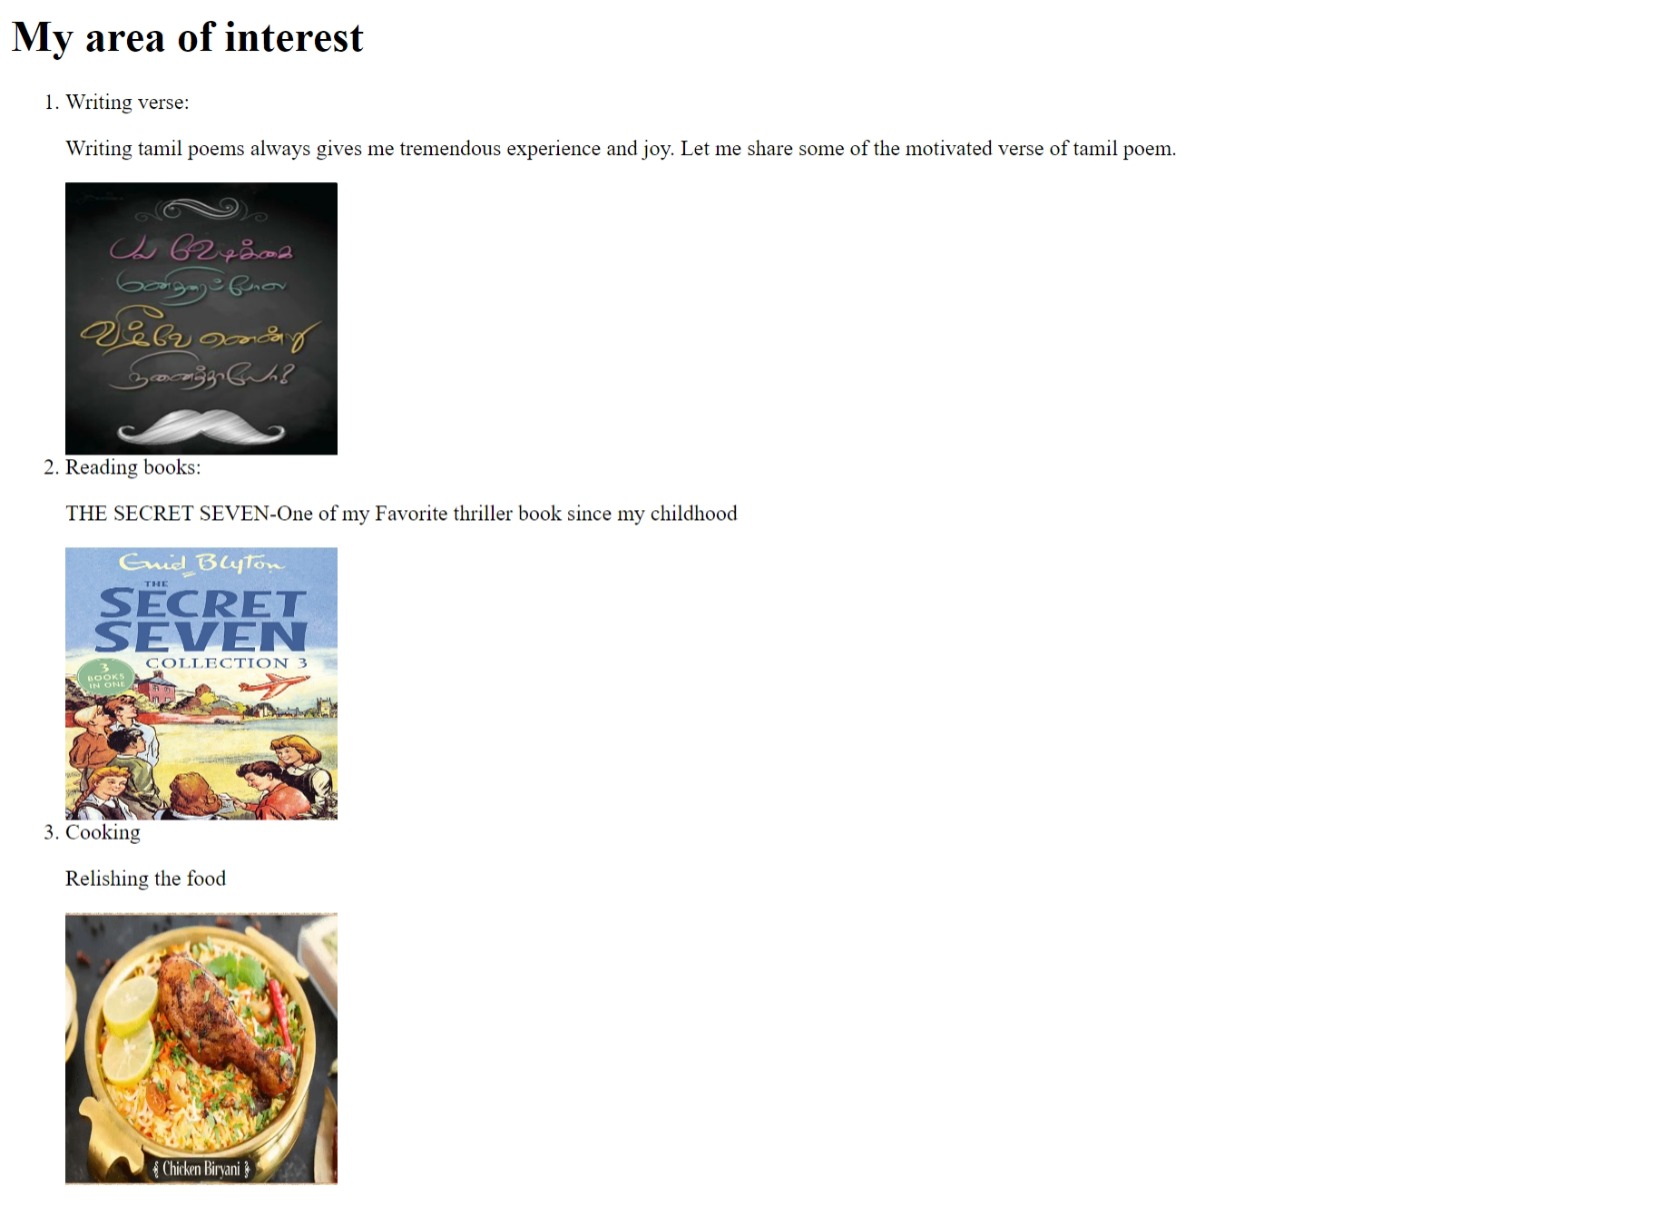 My area of interest
1. Writing verse:
Writing tamil poems always gives me tremendous experience and joy. Let me share some of the motivated verse of tamil poem.
பல வேடிக்கை
மனிதரைப் போல
வீழ்வே னென்று
நினைத்தாயோ?
2. Reading books:
THE SECRET SEVEN-One of my Favorite thriller book since my childhood
Enid Blyton
THE
SECRET
SEVEN
COLLECTION 3
3
BOOKS
IN ONE
3. Cooking
Relishing the food
Chicken Biryani